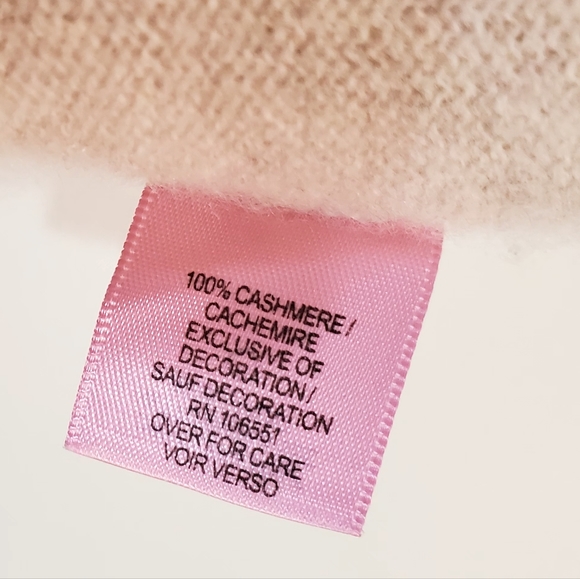 100% CASHMERE /
CACHEMIRE
EXCLUSIVE OF
DECORATION /
SAUF DECORATION
RN 106551
OVER FOR CARE
VOIR VERSO